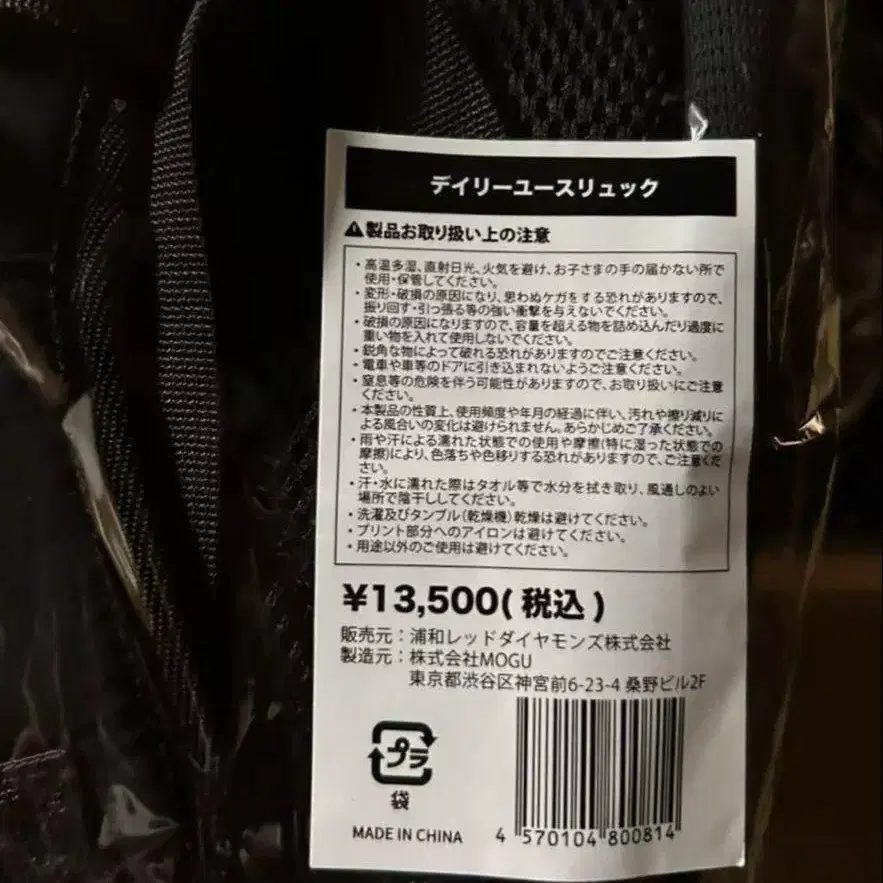 デイリーユースリュック
⚠製品お取り扱い上の注意
・高温多湿、直射日光、火気を避け、お子さまの手の届かない所で
使用・保管してください。
・変形・破損の原因になり、思わぬケガをする恐れがありますので、
振り回す・引っ張る等の強い衝撃を与えないでください。
・破損の原因になりますので、容量を超える物を詰め込んだり過度に
重い物を入れて使用しないでください。
・鋭角な物によって破れる恐れがありますのでご注意ください。
・電車や車等のドアに引き込まれないようご注意ください。
・窒息等の危険を伴う可能性がありますので、お取り扱いにご注意
ください。
・本製品の性質上、使用頻度や年月の経過に伴い、汚れや擦り減りに
よる風合いの変化は避けられません。あらかじめご了承ください。
・雨や汗による濡れた状態での使用や摩擦(特に湿った状態での
摩擦)により、色落ちや色移りする恐れがありますので、ご注意くだ
さい。
・汗・水に濡れた際はタオル等で水分を拭き取り、風通しのよい
場所で陰干ししてください。
・洗濯及びタンブル(乾燥機)乾燥は避けてください。
・プリント部分へのアイロンは避けてください。
・用途以外のご使用は避けてください。
¥13,500(税込)
販売元:浦和レッドダイヤモンズ株式会社
製造元:株式会社MOGU
東京都渋谷区神宮前6-23-4 桑野ビル2F
プラ
袋
MADE IN CHINA
4 570104 800814